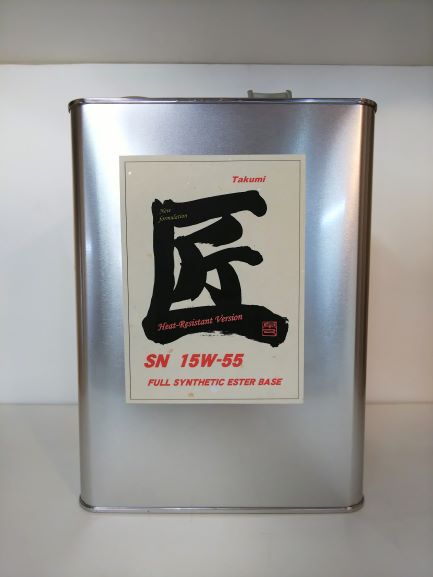 Takumi
New
formulation
匠
Heat-Resistant Version
SN 15W-55
FULL SYNTHETIC ESTER BASE